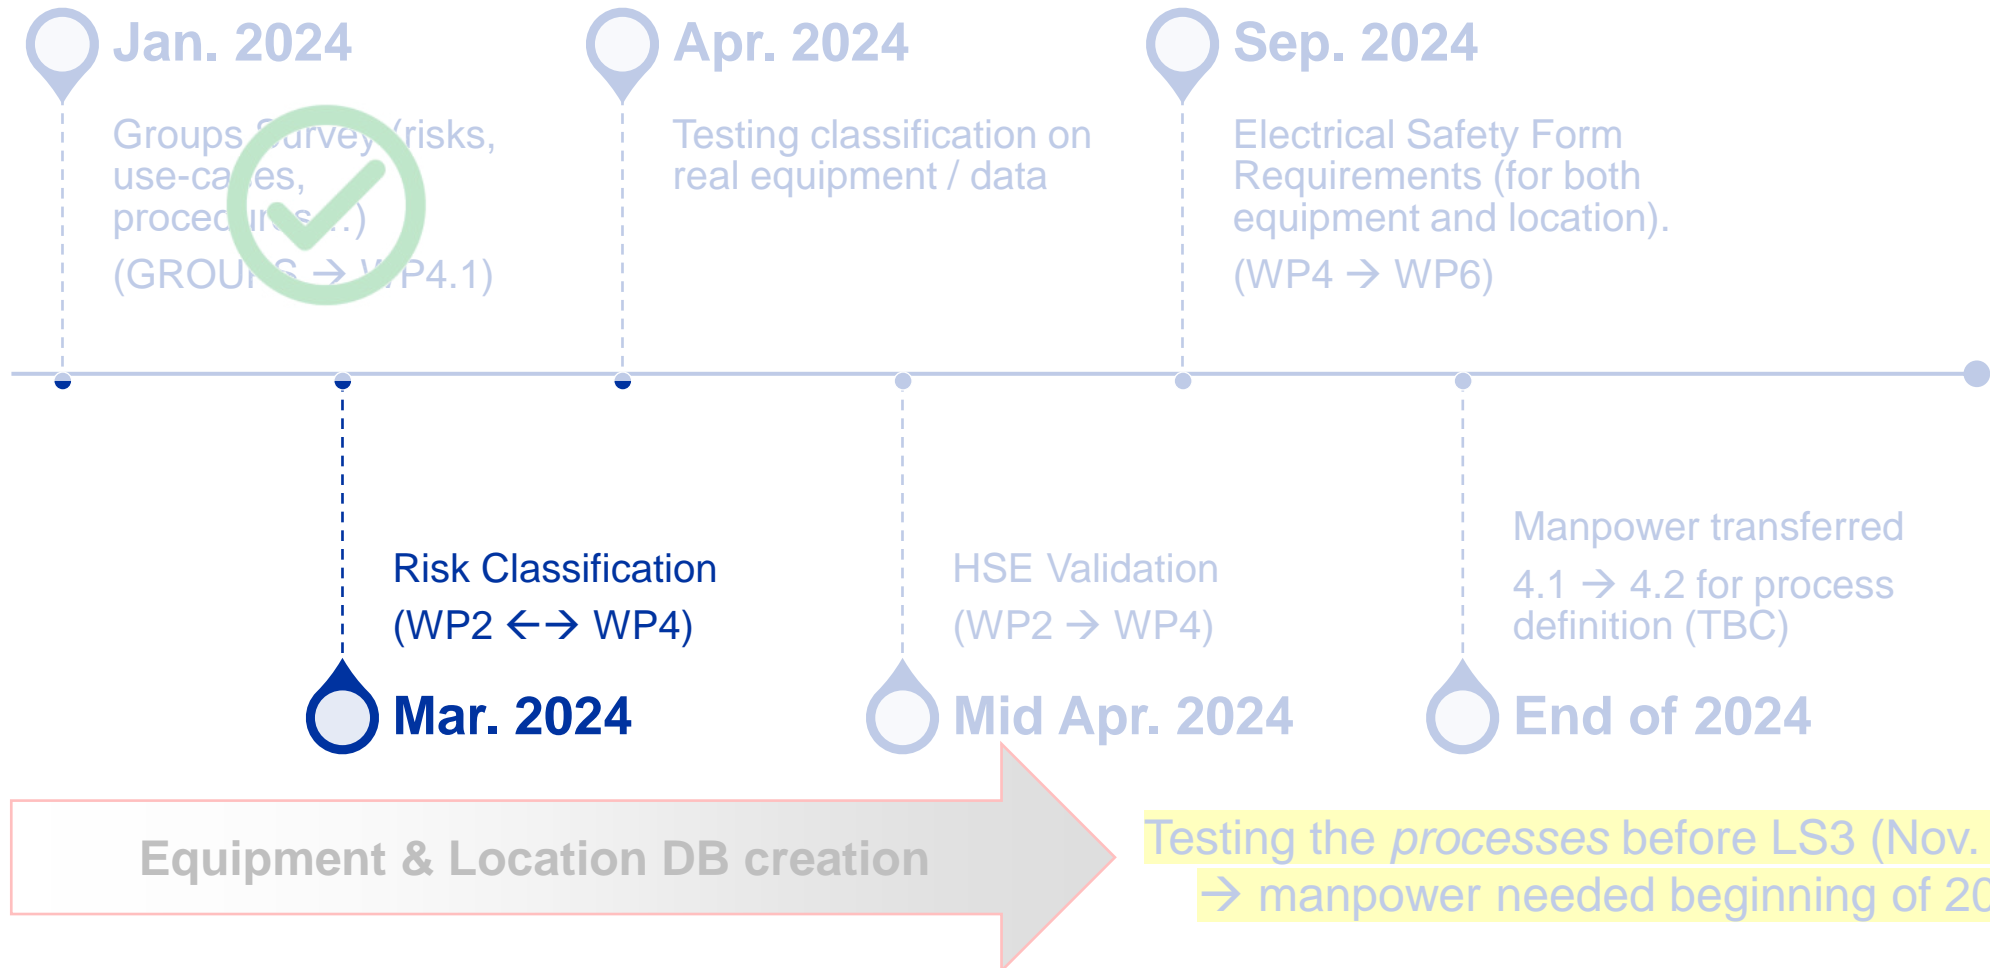 Jan. 2024
Groups Survey (risks,
use-cases,
procedures…)
(GROUPS → WP4.1)
Apr. 2024
Testing classification on
real equipment / data
Sep. 2024
Electrical Safety Form
Requirements (for both
equipment and location).
(WP4 → WP6)
Risk Classification
(WP2 ←→ WP4)
Mar. 2024
HSE Validation
(WP2 → WP4)
Mid Apr. 2024
Manpower transferred
4.1 → 4.2 for process
definition (TBC)
End of 2024
Equipment & Location DB creation
Testing the processes before LS3 (Nov.
→ manpower needed beginning of